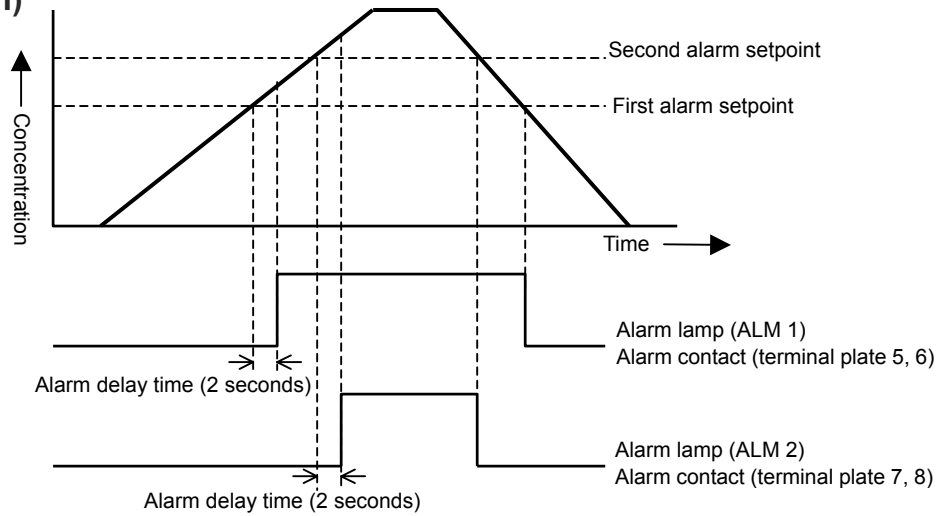 Second alarm setpoint
First alarm setpoint
Concentration
Time
Alarm lamp (ALM 1)
Alarm contact (terminal plate 5, 6)
Alarm delay time (2 seconds)
Alarm lamp (ALM 2)
Alarm contact (terminal plate 7, 8)
Alarm delay time (2 seconds)